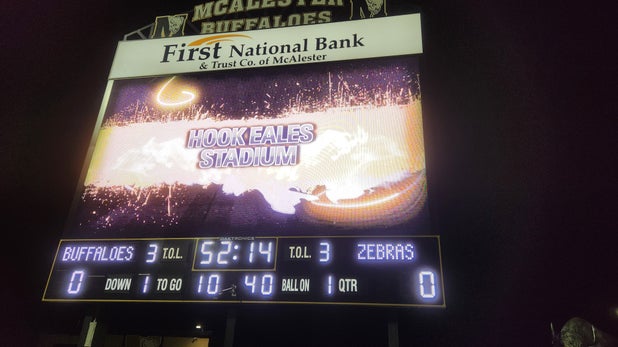 MCALESTER
BUFFALOES
First National Bank
& Trust Co. of McAlester
HOOK EALES
STADIUM
DAKTRONICS
BUFFALOES 3 T.O.L. 52:14 T.O.L. 3 ZEBRAS
0 DOWN 1 TO GO 10 40 BALL ON 1 QTR 0